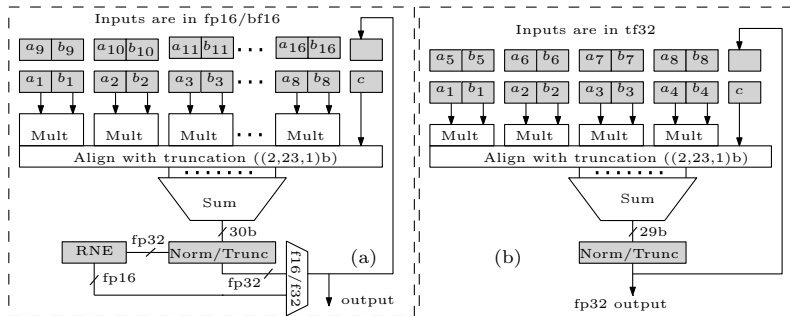 Inputs are in fp16/bf16
a9 b9 a10 b10 a11 b11 ... a16 b16
a1 b1 a2 b2 a3 b3 a8 b8 c
Mult Mult Mult ... Mult
Align with truncation ((2,23,1)b)
.......
Sum
30b
RNE fp32 Norm/Trunc
fp16 fp32
f16/f32
(a)
output
Inputs are in tf32
a5 b5 a6 b6 a7 b7 a8 b8
a1 b1 a2 b2 a3 b3 a4 b4 c
Mult Mult Mult Mult
Align with truncation ((2,23,1)b)
.......
Sum
29b
(b) Norm/Trunc
fp32 output